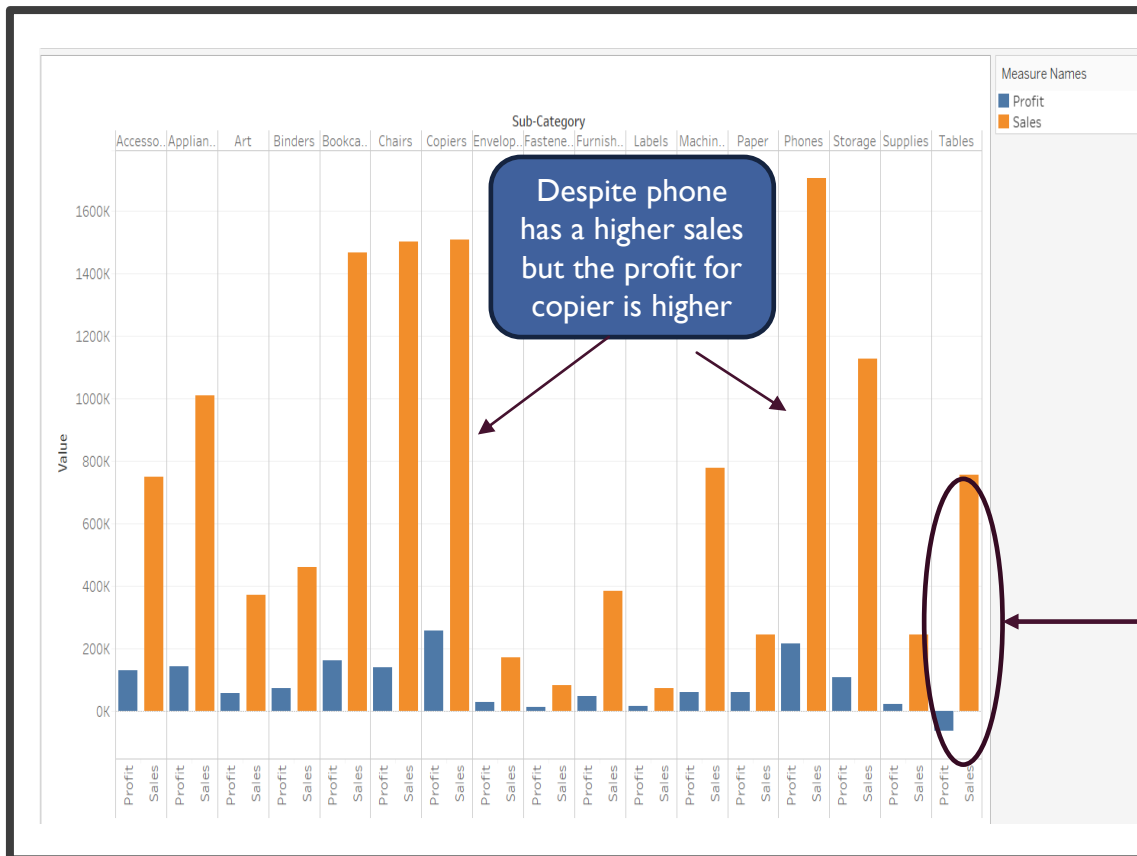 Measure Names
Profit
Sales
Sub-Category
Accesso.. Applian.. Art Binders Bookca.. Chairs Copiers Envelop.. Fastene.. Furnish.. Labels Machin.. Paper Phones Storage Supplies Tables
Despite phone
has a higher sales
but the profit for
copier is higher
Value
1600K
1400K
1200K
1000K
800K
600K
400K
200K
0K
Profit Sales Profit Sales Profit Sales Profit Sales Profit Sales Profit Sales Profit Sales Profit Sales Profit Sales Profit Sales Profit Sales Profit Sales Profit Sales Profit Sales Profit Sales Profit Sales Profit Sales